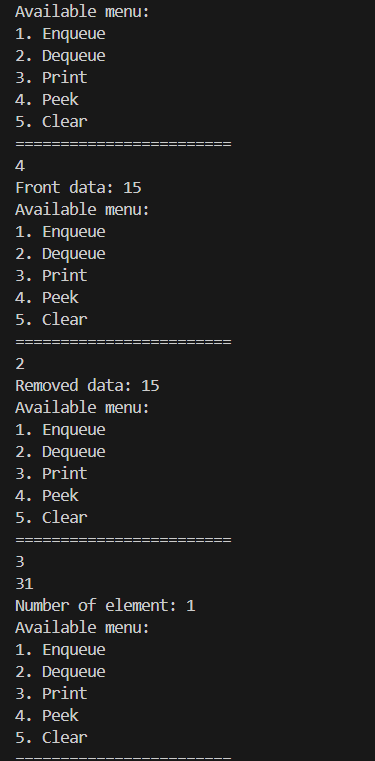 Available menu:
1. Enqueue
2. Dequeue
3. Print
4. Peek
5. Clear
========================
4
Front data: 15
Available menu:
1. Enqueue
2. Dequeue
3. Print
4. Peek
5. Clear
========================
2
Removed data: 15
Available menu:
1. Enqueue
2. Dequeue
3. Print
4. Peek
5. Clear
========================
3
31
Number of element: 1
Available menu:
1. Enqueue
2. Dequeue
3. Print
4. Peek
5. Clear
========================